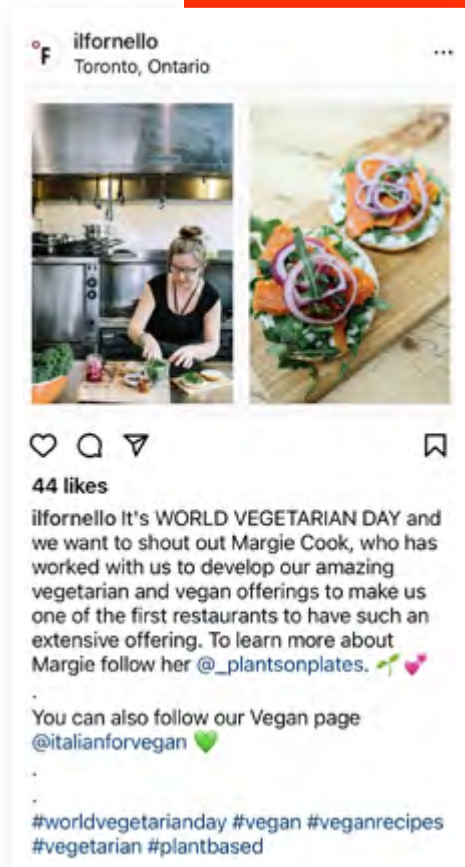 °F
ilfornello
Toronto, Ontario
44 likes
ilfornello It's WORLD VEGETARIAN DAY and
we want to shout out Margie Cook, who has
worked with us to develop our amazing
vegetarian and vegan offerings to make us
one of the first restaurants to have such an
extensive offering. To learn more about
Margie follow her @_plantsonplates. 🌱 💕
.
You can also follow our Vegan page
@italianforvegan 💚
.
.
#worldvegetarianday #vegan #veganrecipes
#vegetarian #plantbased